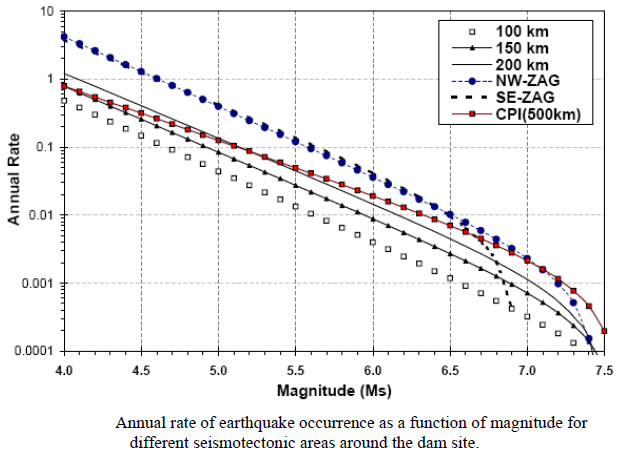 10
1
0.1
0.01
0.001
0.0001
Annual Rate
4.0 4.5 5.0 5.5 6.0 6.5 7.0 7.5
Magnitude (Ms)
100 km
150 km
200 km
NW-ZAG
SE-ZAG
CPI(500km)
Annual rate of earthquake occurrence as a function of magnitude for
different seismotectonic areas around the dam site.